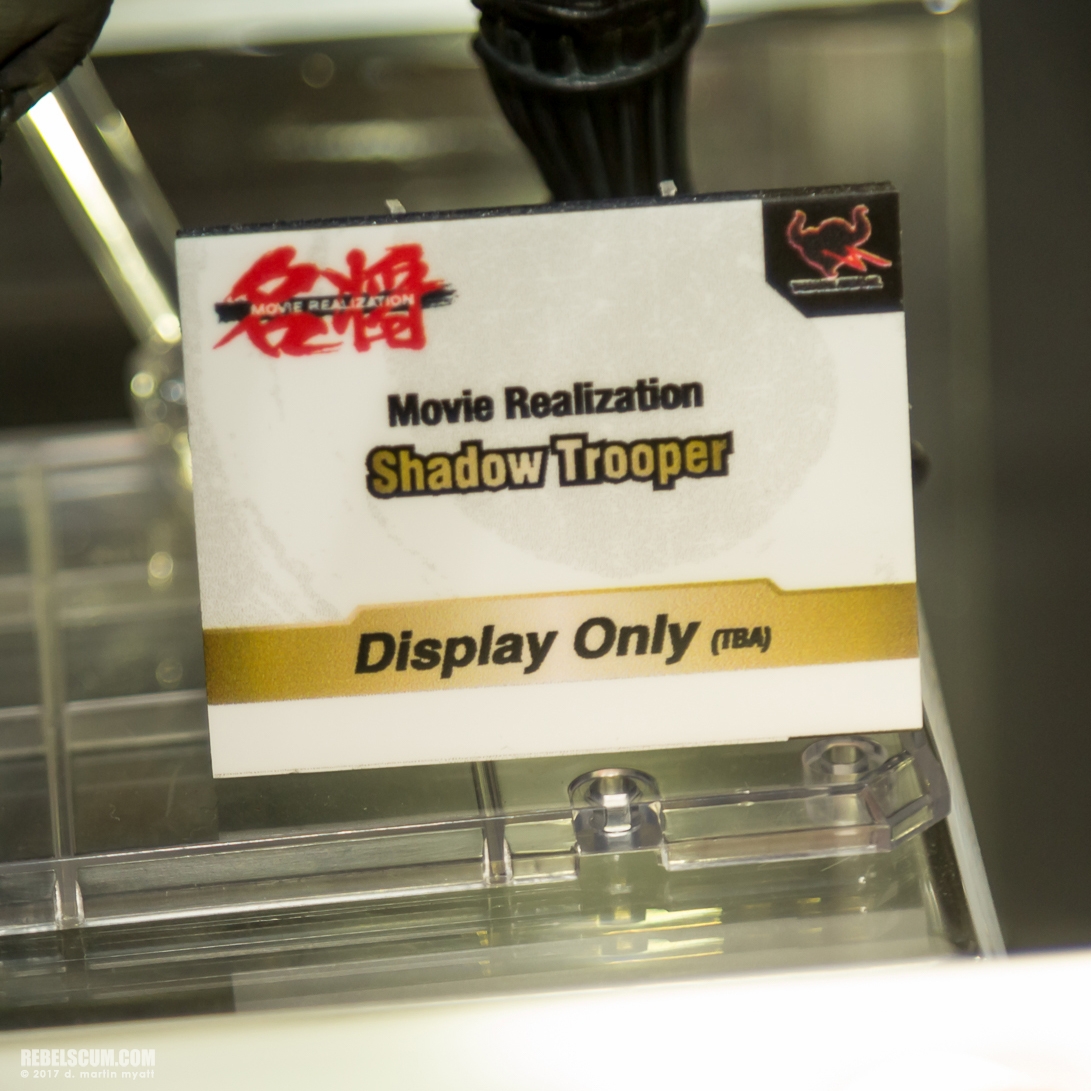 名将
MOVIE REALIZATION
Movie Realization
Shadow Trooper
Display Only (TBA)
REBELSCUM.COM
© 2017 d. martin myatt